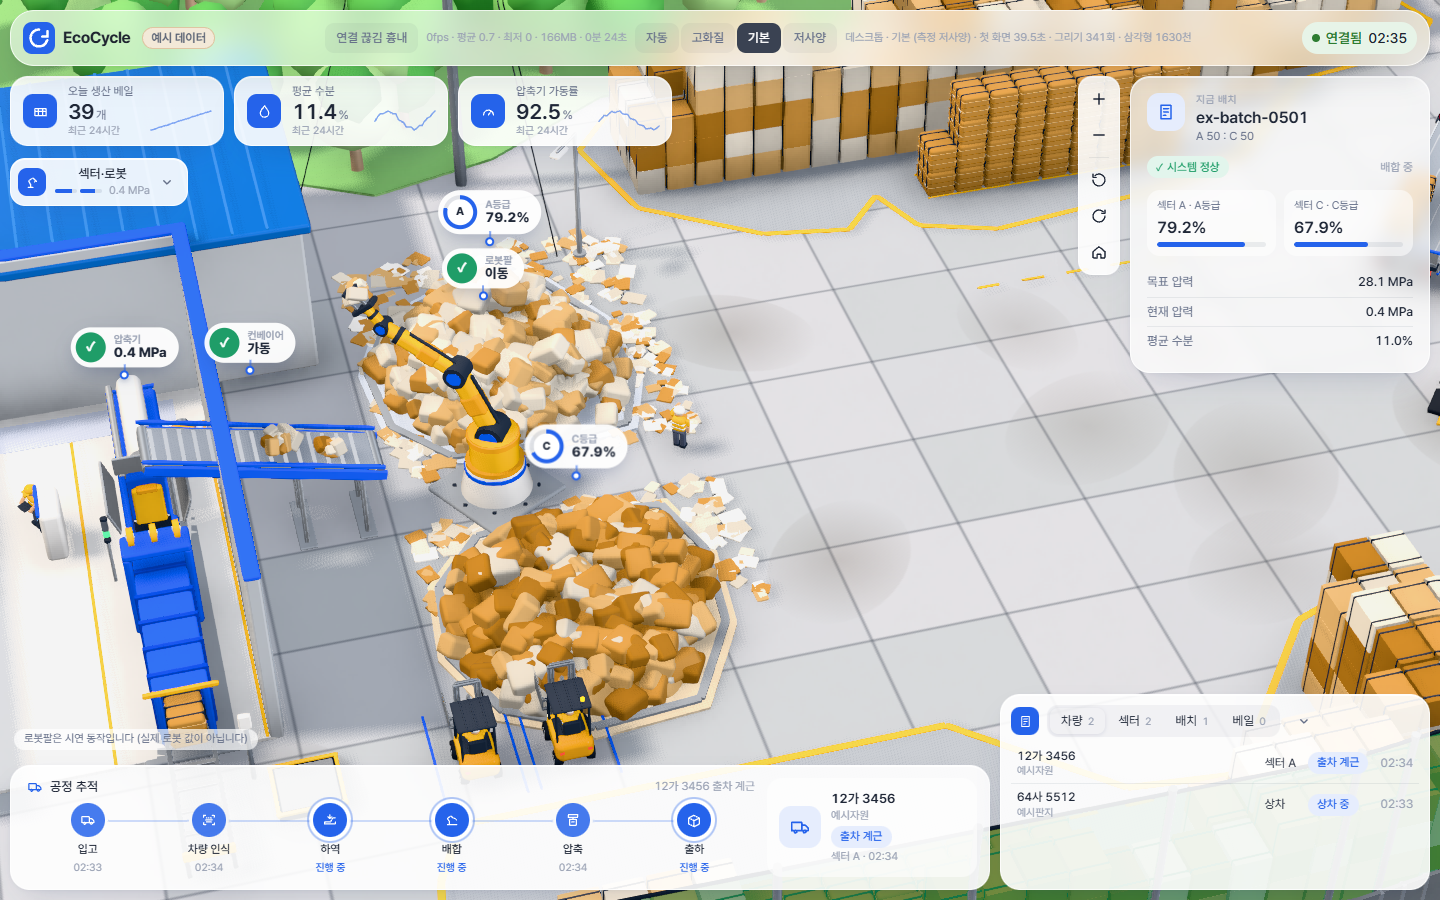 EcoCycle
예시 데이터
연결 끊김 흉내
0fps · 평균 0.7 · 최저 0 · 166MB · 0분 24초
자동
고화질
기본
저사양
데스크톱 · 기본 (측정 저사양) · 첫 화면 39.5초 · 그리기 341회 · 삼각형 1630천
연결됨 02:35
오늘 생산 베일
39개
최근 24시간
평균 수분
11.4%
최근 24시간
압축기 가동률
92.5%
최근 24시간
섹터·로봇
0.4 MPa
지금 배치
ex-batch-0501
A 50 : C 50
✓ 시스템 정상
배합 중
섹터 A · A등급
79.2%
섹터 C · C등급
67.9%
목표 압력
28.1 MPa
현재 압력
0.4 MPa
평균 수분
11.0%
A
A등급
79.2%
로봇팔
이동
압축기
0.4 MPa
컨베이어
가동
C
C등급
67.9%
로봇팔은 시연 동작입니다 (실제 로봇 값이 아닙니다)
공정 추적
12가 3456 출차 계근
입고
02:33
차량 인식
02:34
하역
진행 중
배합
진행 중
압축
02:34
출하
진행 중
12가 3456
예시자원
출차 계근
섹터 A · 02:34
차량 2
섹터 2
배치 1
베일 0
12가 3456
예시자원
섹터 A
출차 계근
02:34
64사 5512
예시판지
상차
상차 중
02:33